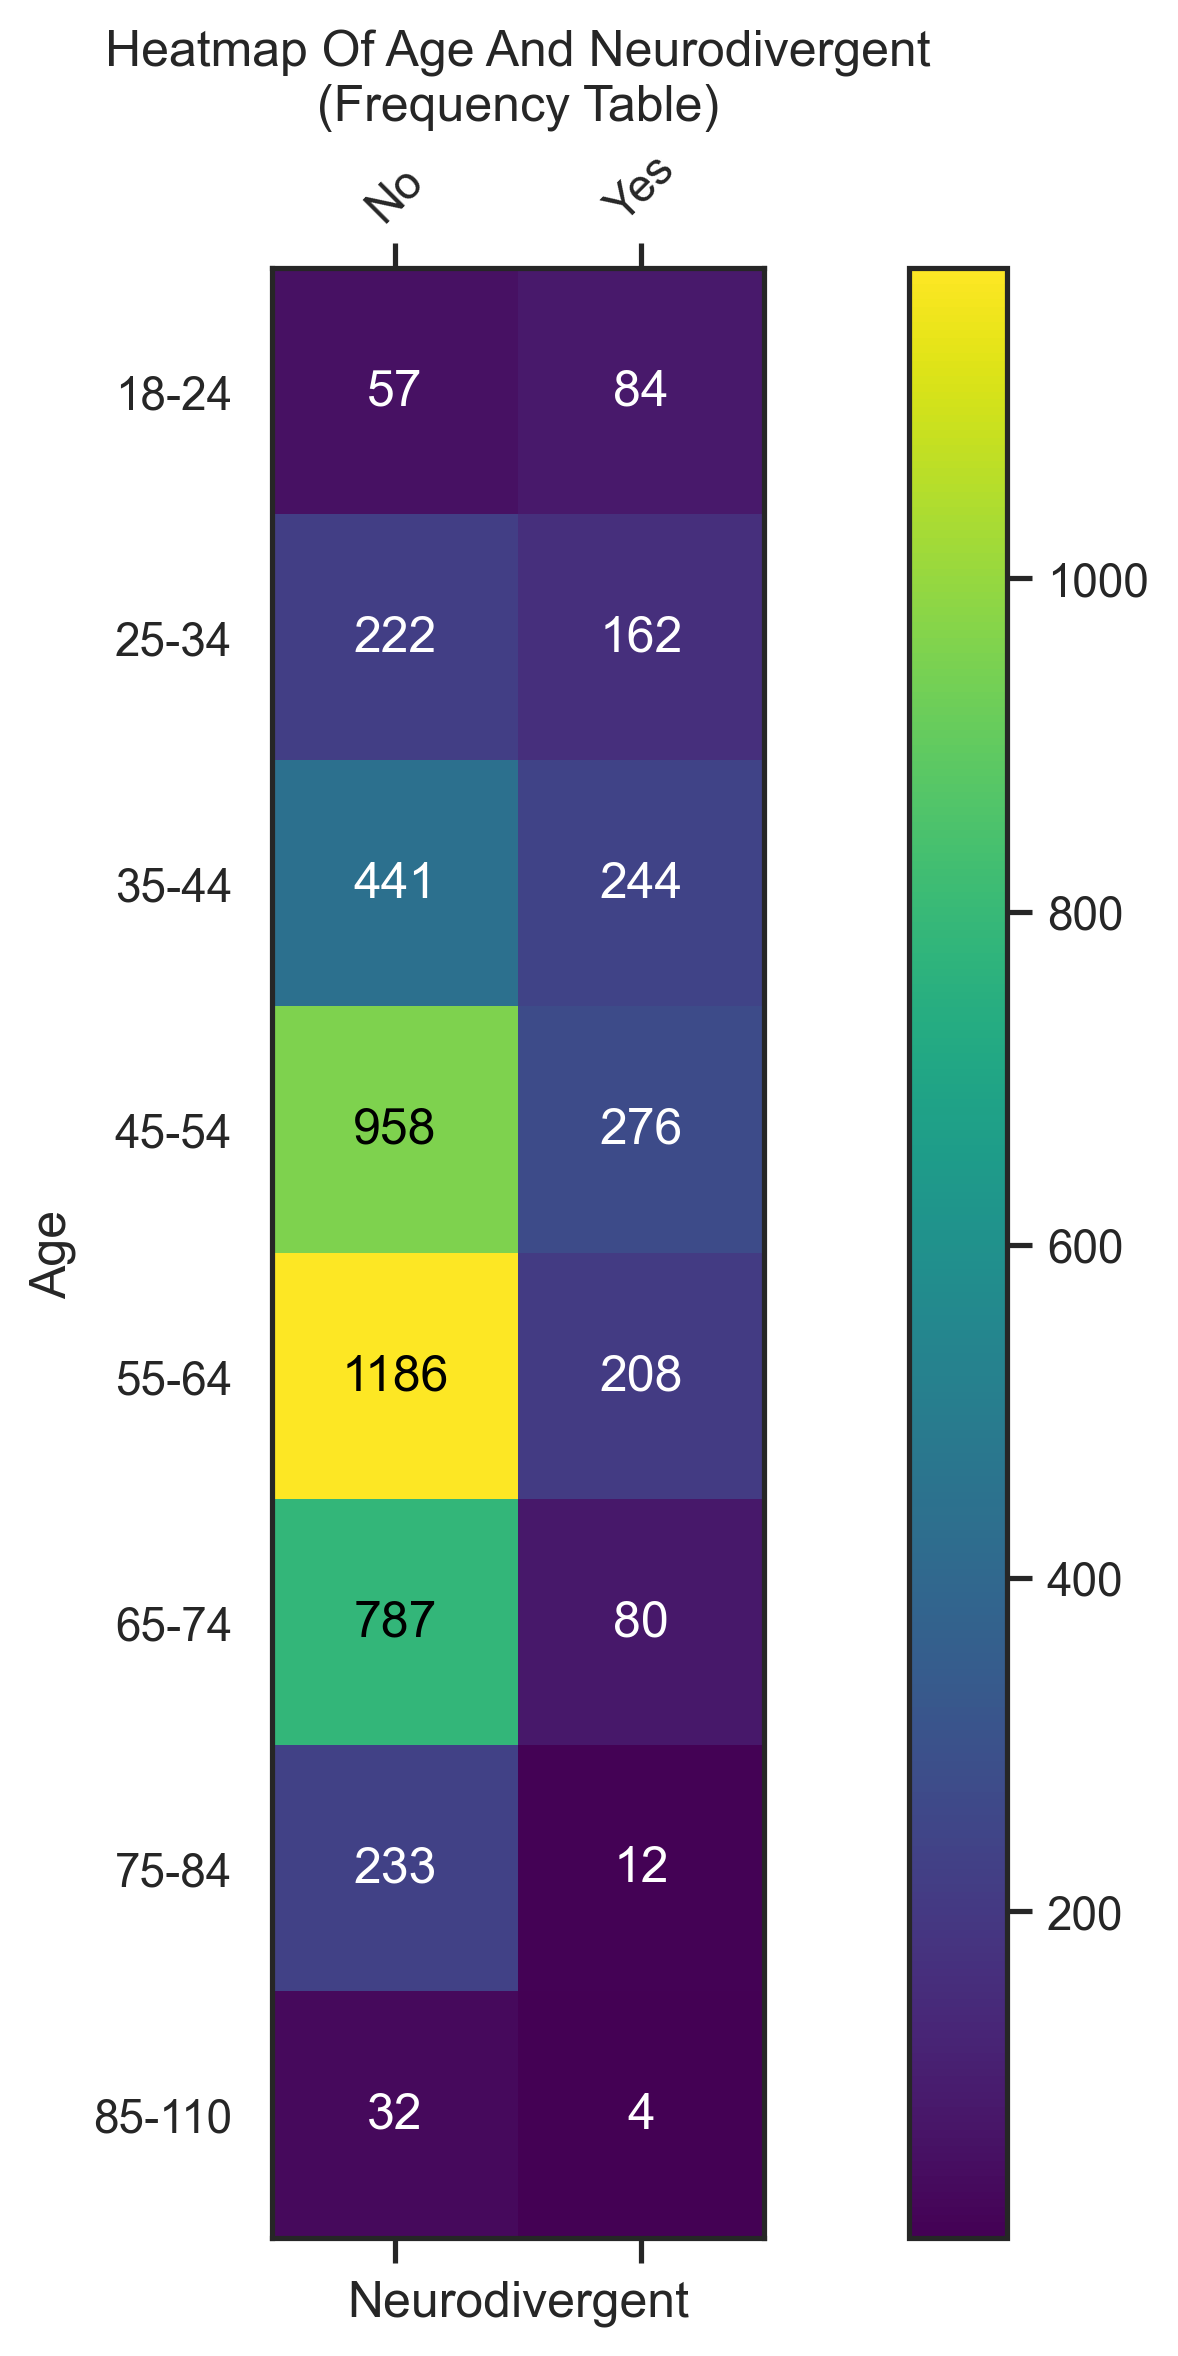 Heatmap Of Age And Neurodivergent
(Frequency Table)
No Yes
18-24 57 84
25-34 222 162
35-44 441 244
45-54 958 276
55-64 1186 208
65-74 787 80
75-84 233 12
85-110 32 4
Age
Neurodivergent
1000
800
600
400
200